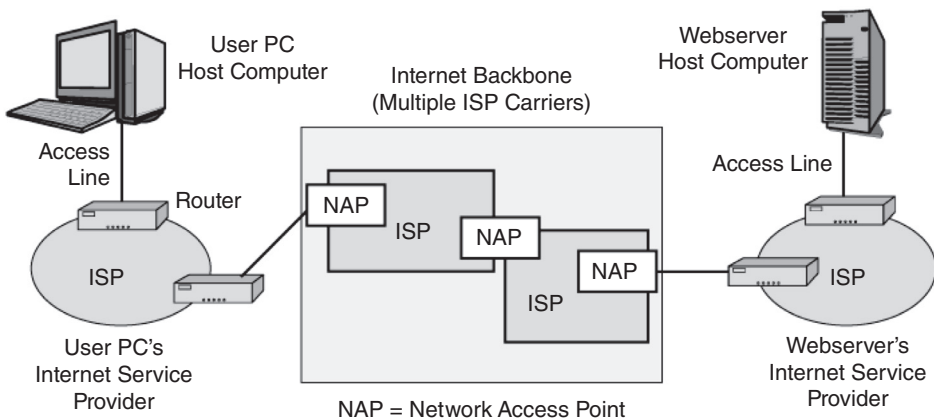 User PC
Host Computer
Webserver
Host Computer
Internet Backbone
(Multiple ISP Carriers)
Access
Line
Access Line
Router
NAP
ISP
NAP
NAP
ISP
ISP
ISP
User PC's
Internet Service
Provider
Webserver's
Internet Service
Provider
NAP = Network Access Point